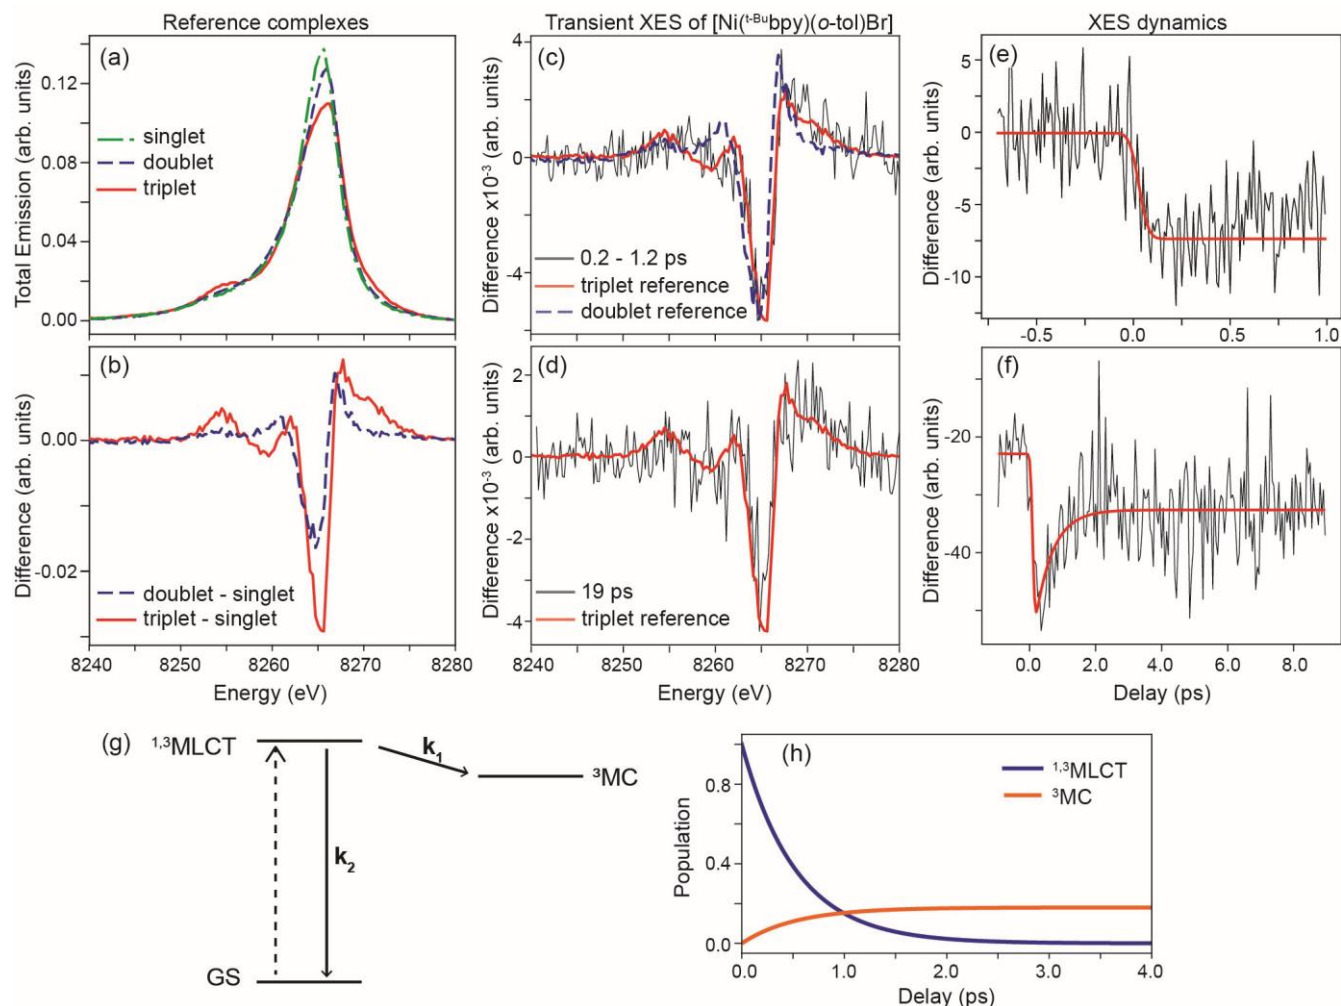 Reference complexes
(a)
Total Emission (arb. units)
0.12
0.08
0.04
0.00
singlet
doublet
triplet
(b)
Difference (arb. units)
0.00
-0.02
doublet - singlet
triplet - singlet
8240 8250 8260 8270 8280
Energy (eV)
Transient XES of [Ni(t-Bubpy)(o-tol)Br]
(c)
Difference x10-3 (arb. units)
4
0
-4
0.2 - 1.2 ps
triplet reference
doublet reference
(d)
Difference x10-3 (arb. units)
2
0
-2
-4
19 ps
triplet reference
8240 8250 8260 8270 8280
Energy (eV)
XES dynamics
(e)
Difference (arb. units)
5
0
-5
-10
-0.5 0.0 0.5 1.0
(f)
Difference (arb. units)
-20
-40
0.0 2.0 4.0 6.0 8.0
Delay (ps)
(g)
1,3MLCT
k1
3MC
k2
GS
(h)
Population
0.8
0.4
0.0
1,3MLCT
3MC
0.0 1.0 2.0 3.0 4.0
Delay (ps)